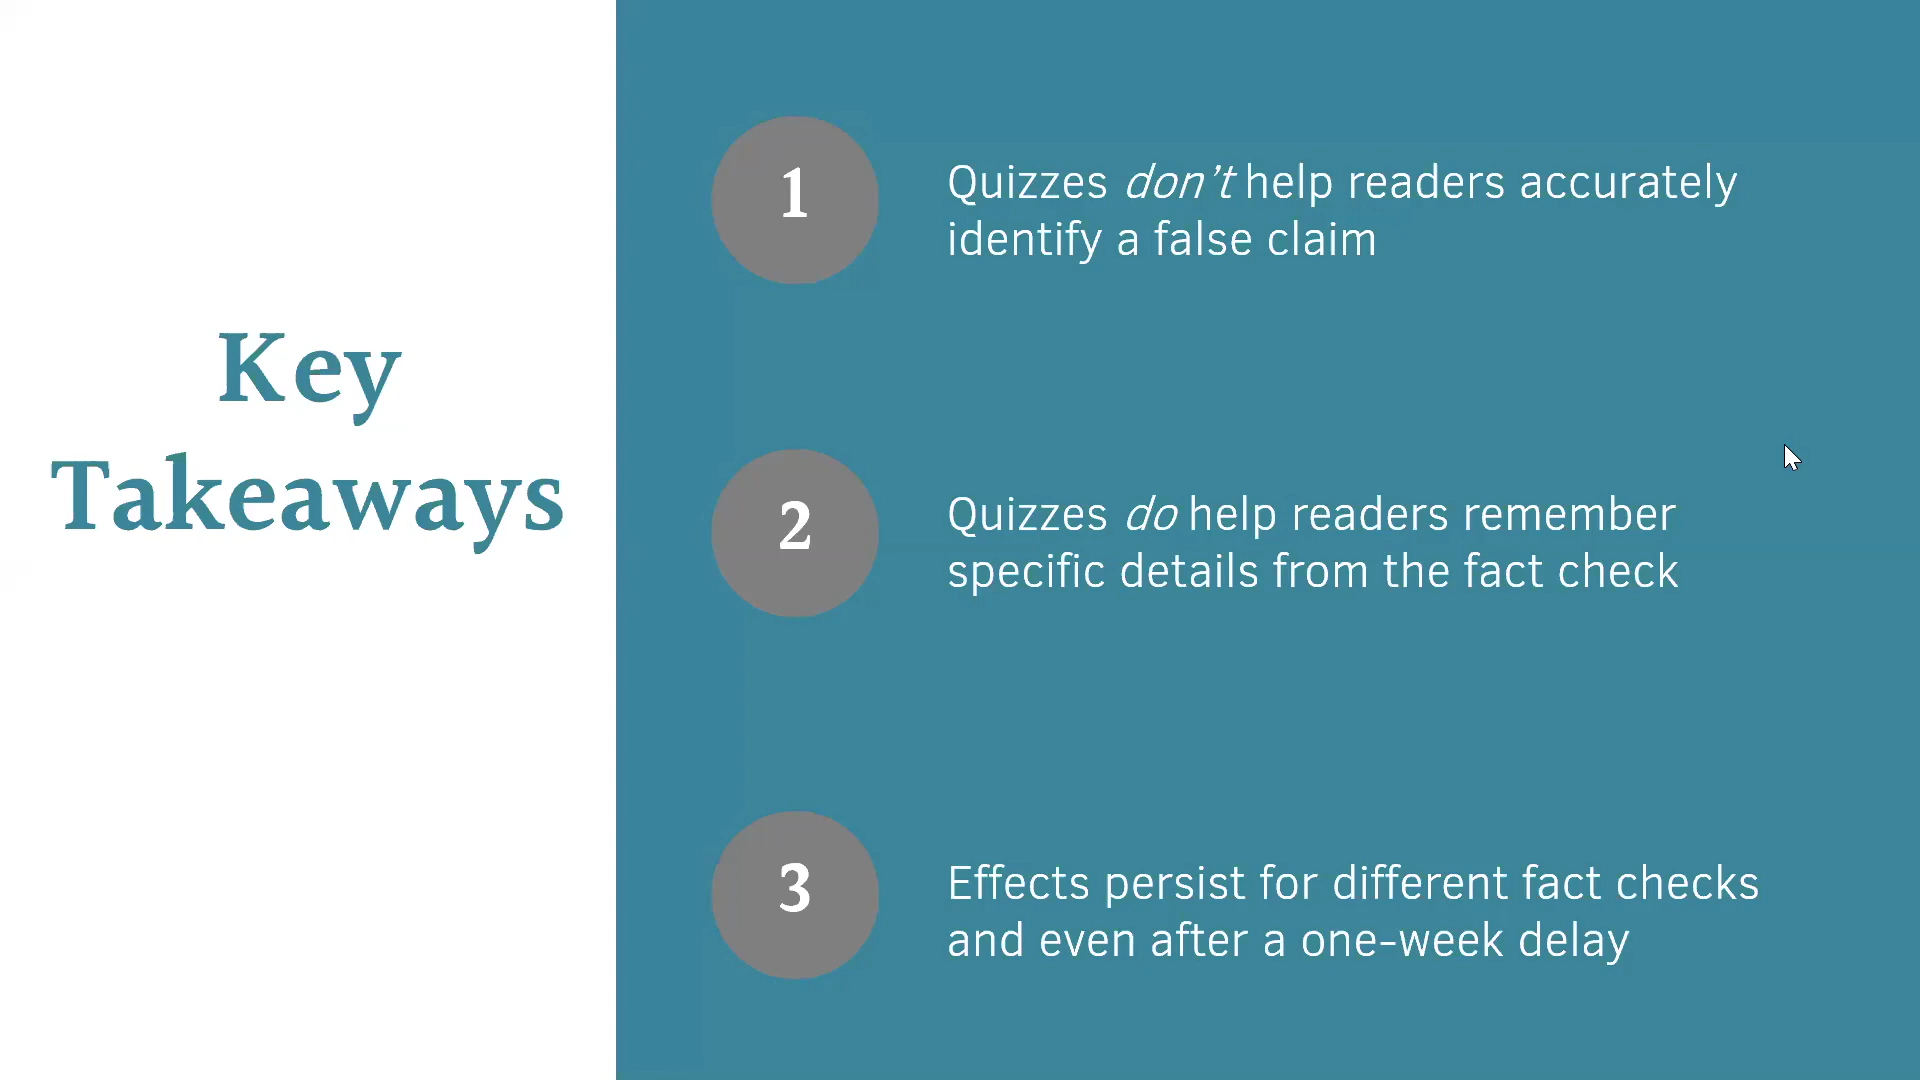 Key
Takeaways
1
Quizzes don't help readers accurately
identify a false claim
2
Quizzes do help readers remember
specific details from the fact check
3
Effects persist for different fact checks
and even after a one-week delay